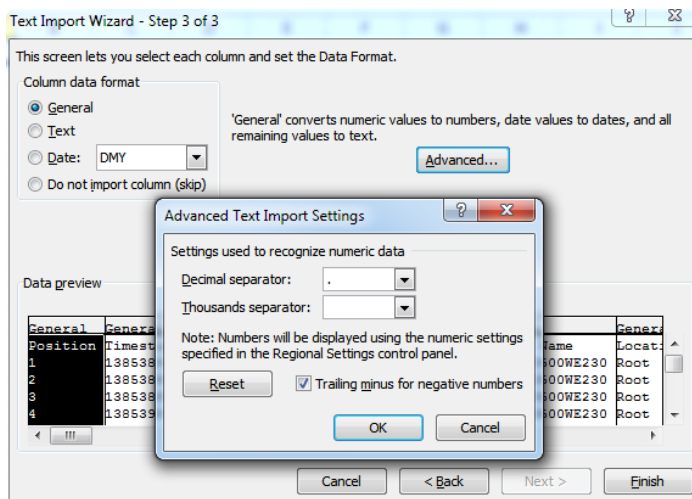 Text Import Wizard - Step 3 of 3
This screen lets you select each column and set the Data Format.
Column data format
General
Text
Date: DMY
Do not import column (skip)
'General' converts numeric values to numbers, date values to dates, and all
remaining values to text.
Advanced...
Advanced Text Import Settings
Settings used to recognize numeric data
Decimal separator: .
Thousands separator:
Note: Numbers will be displayed using the numeric settings
specified in the Regional Settings control panel.
Reset
Trailing minus for negative numbers
OK Cancel
Data preview
General Genera Genera
Position Timest Name Locati
1 138538 500WE230 Root
2 138538 500WE230 Root
3 138538 500WE230 Root
4 138539 500WE230 Root
Cancel < Back Next > Finish